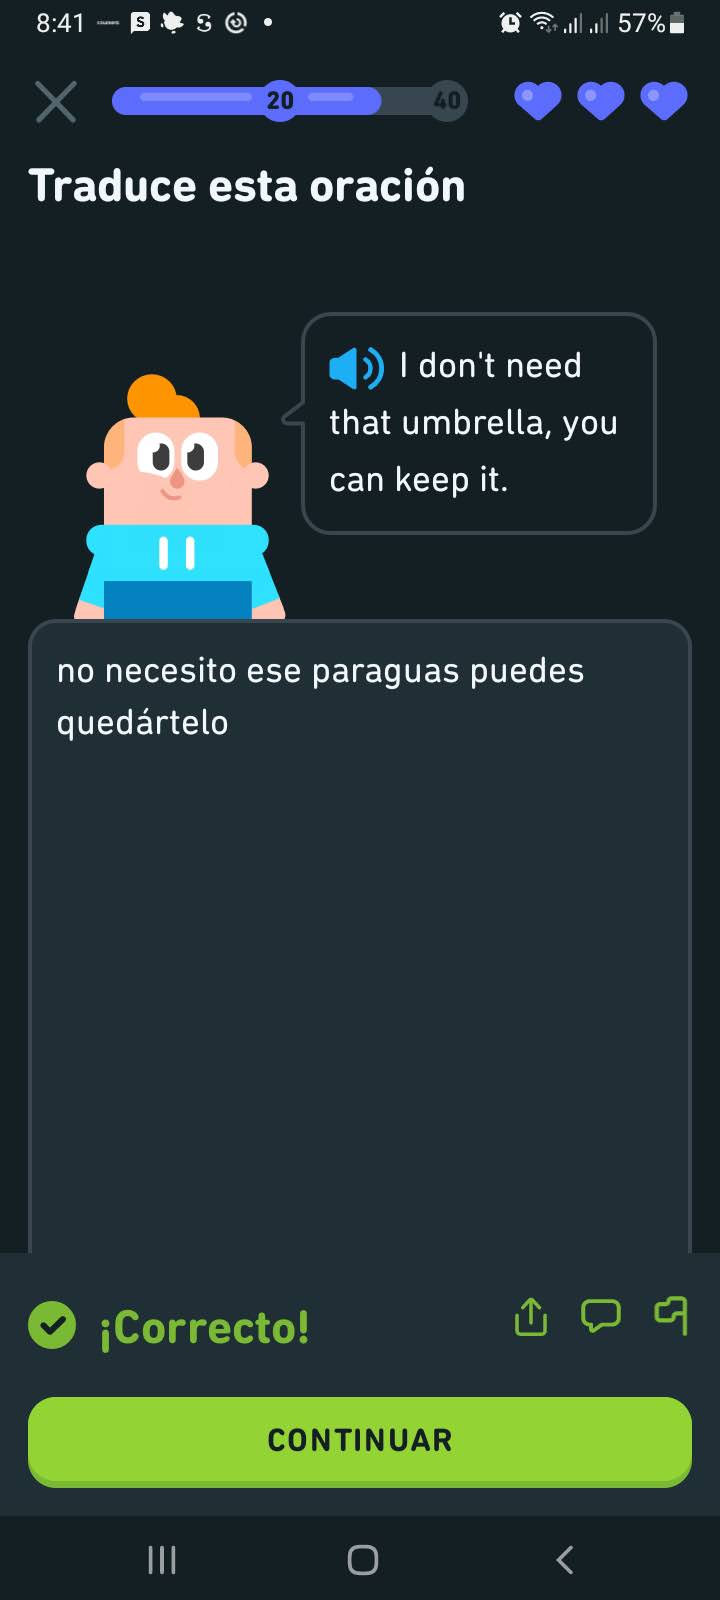 8:41 S 57%
20 40
Traduce esta oración
I don't need
that umbrella, you
can keep it.
no necesito ese paraguas puedes
quedártelo
¡Correcto!
CONTINUAR